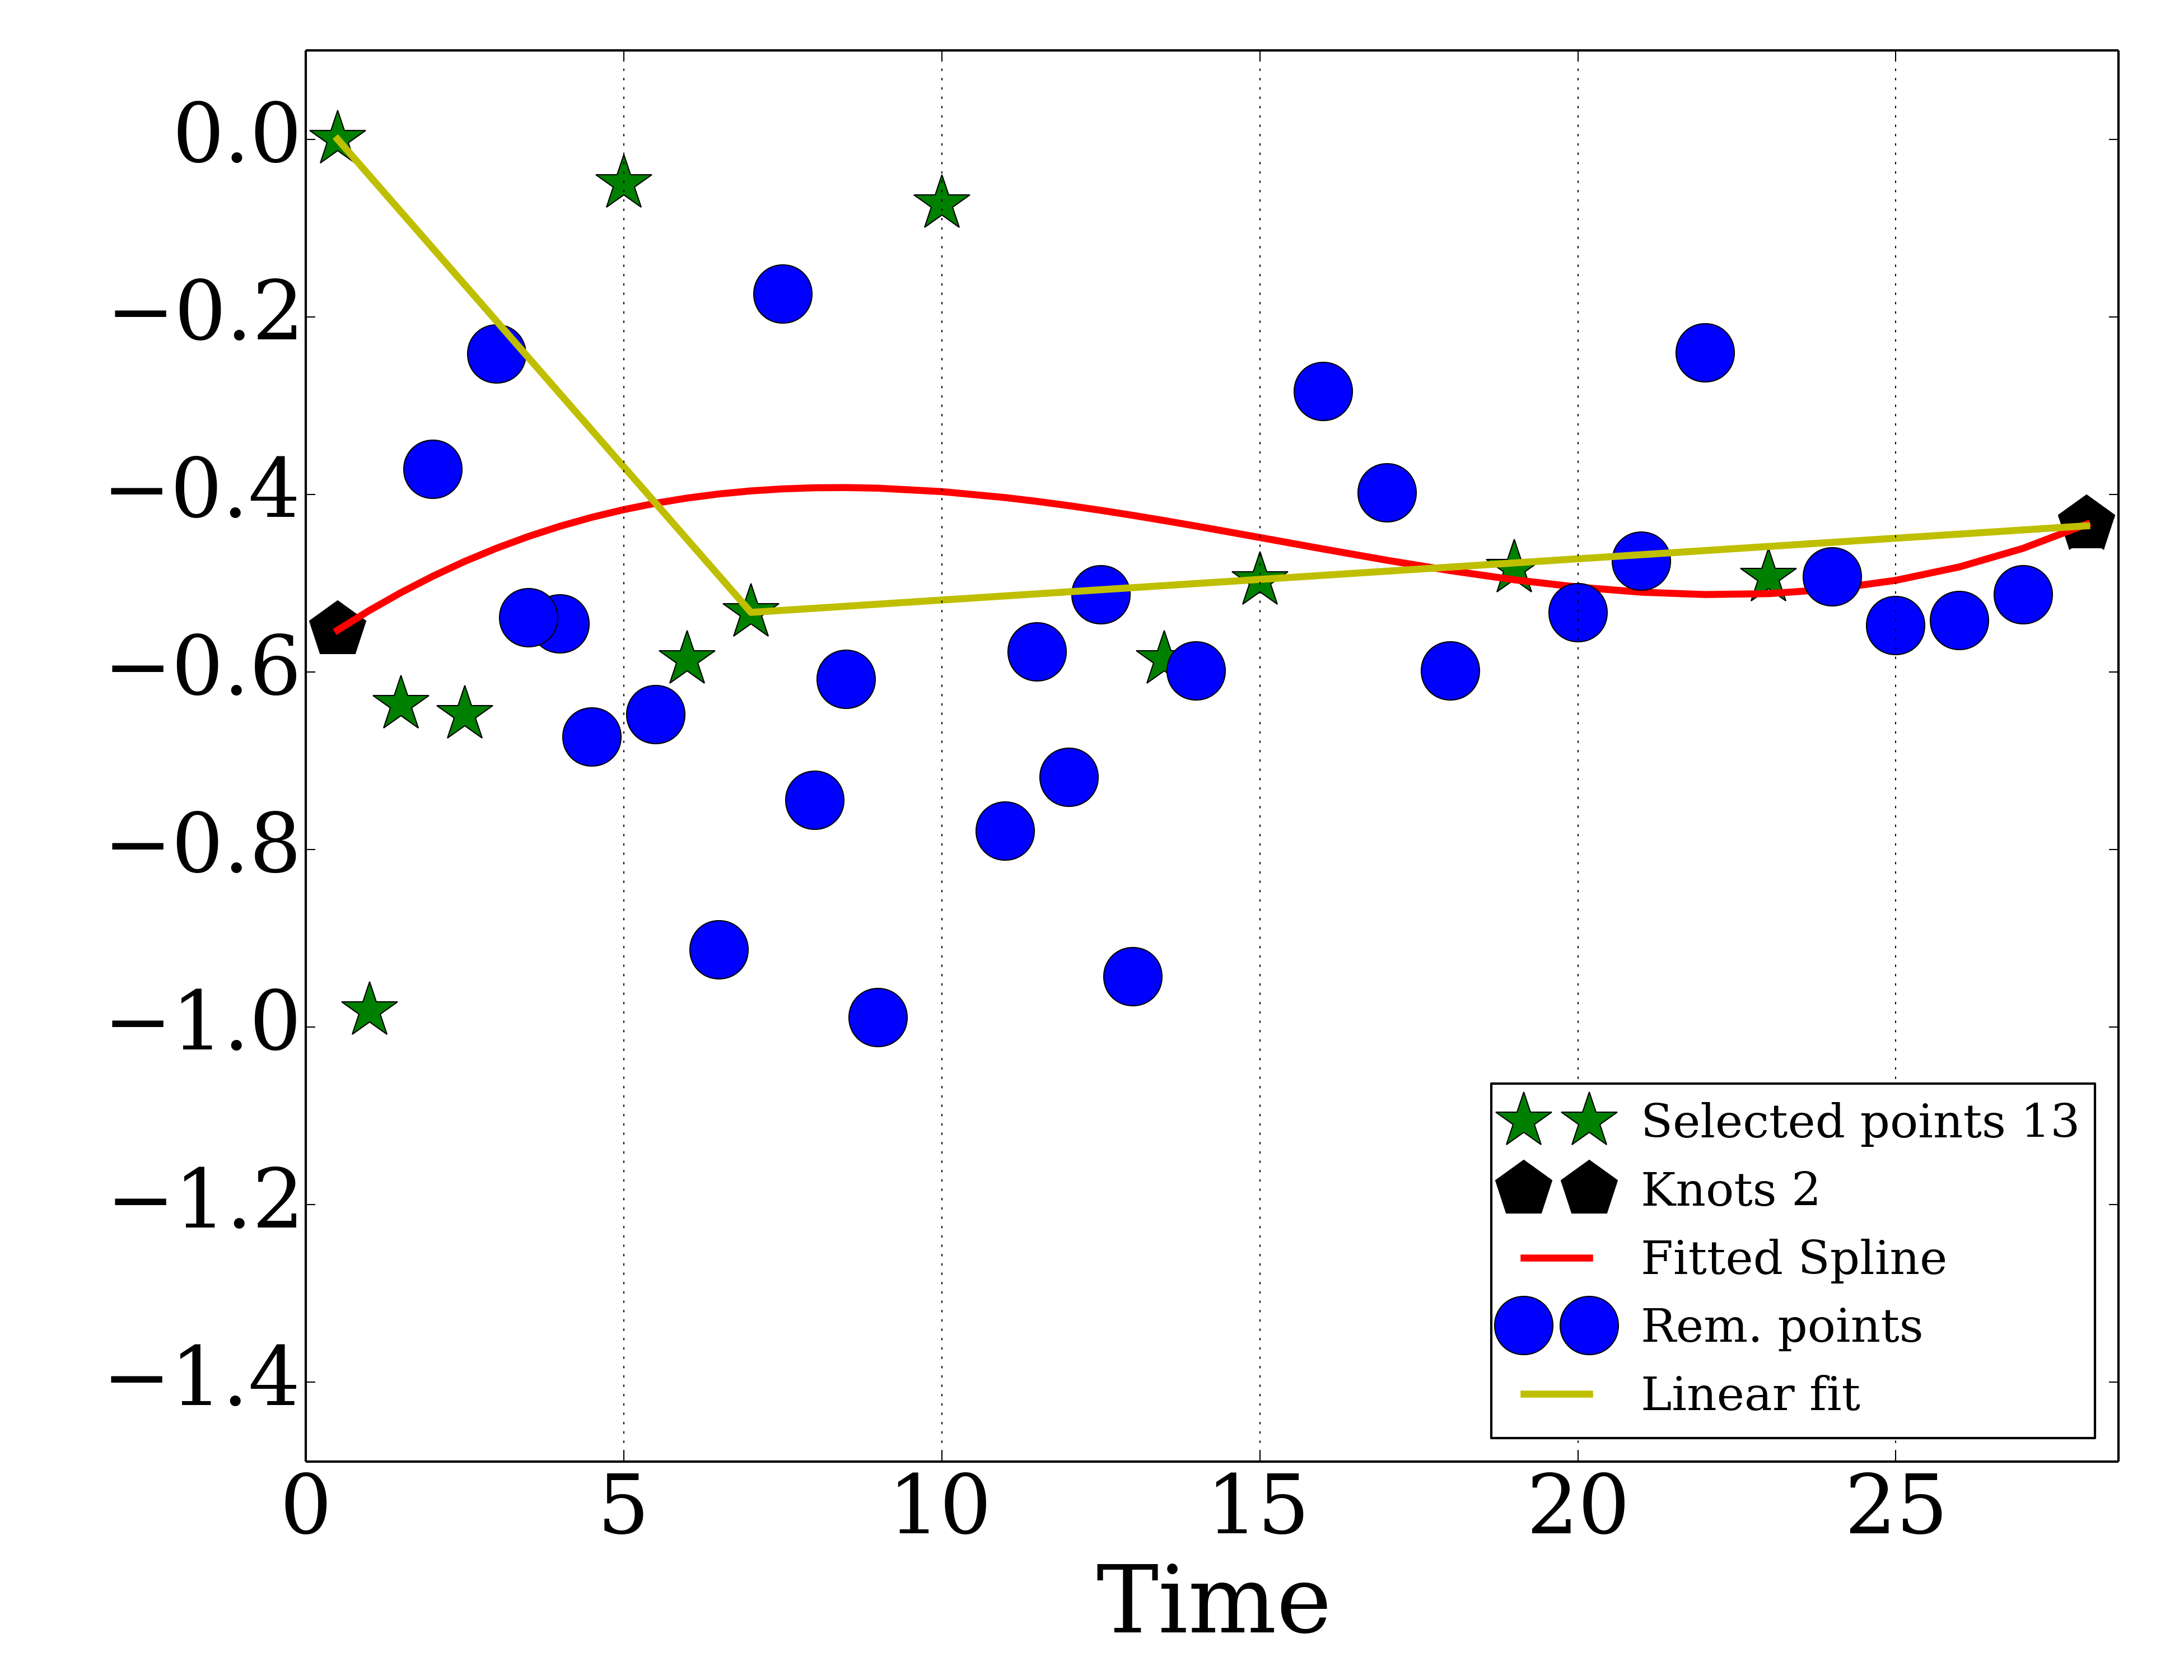 0.0
−0.2
−0.4
−0.6
−0.8
−1.0
−1.2
−1.4
Selected points 13
Knots 2
Fitted Spline
Rem. points
Linear fit
0 5 10 15 20 25
Time